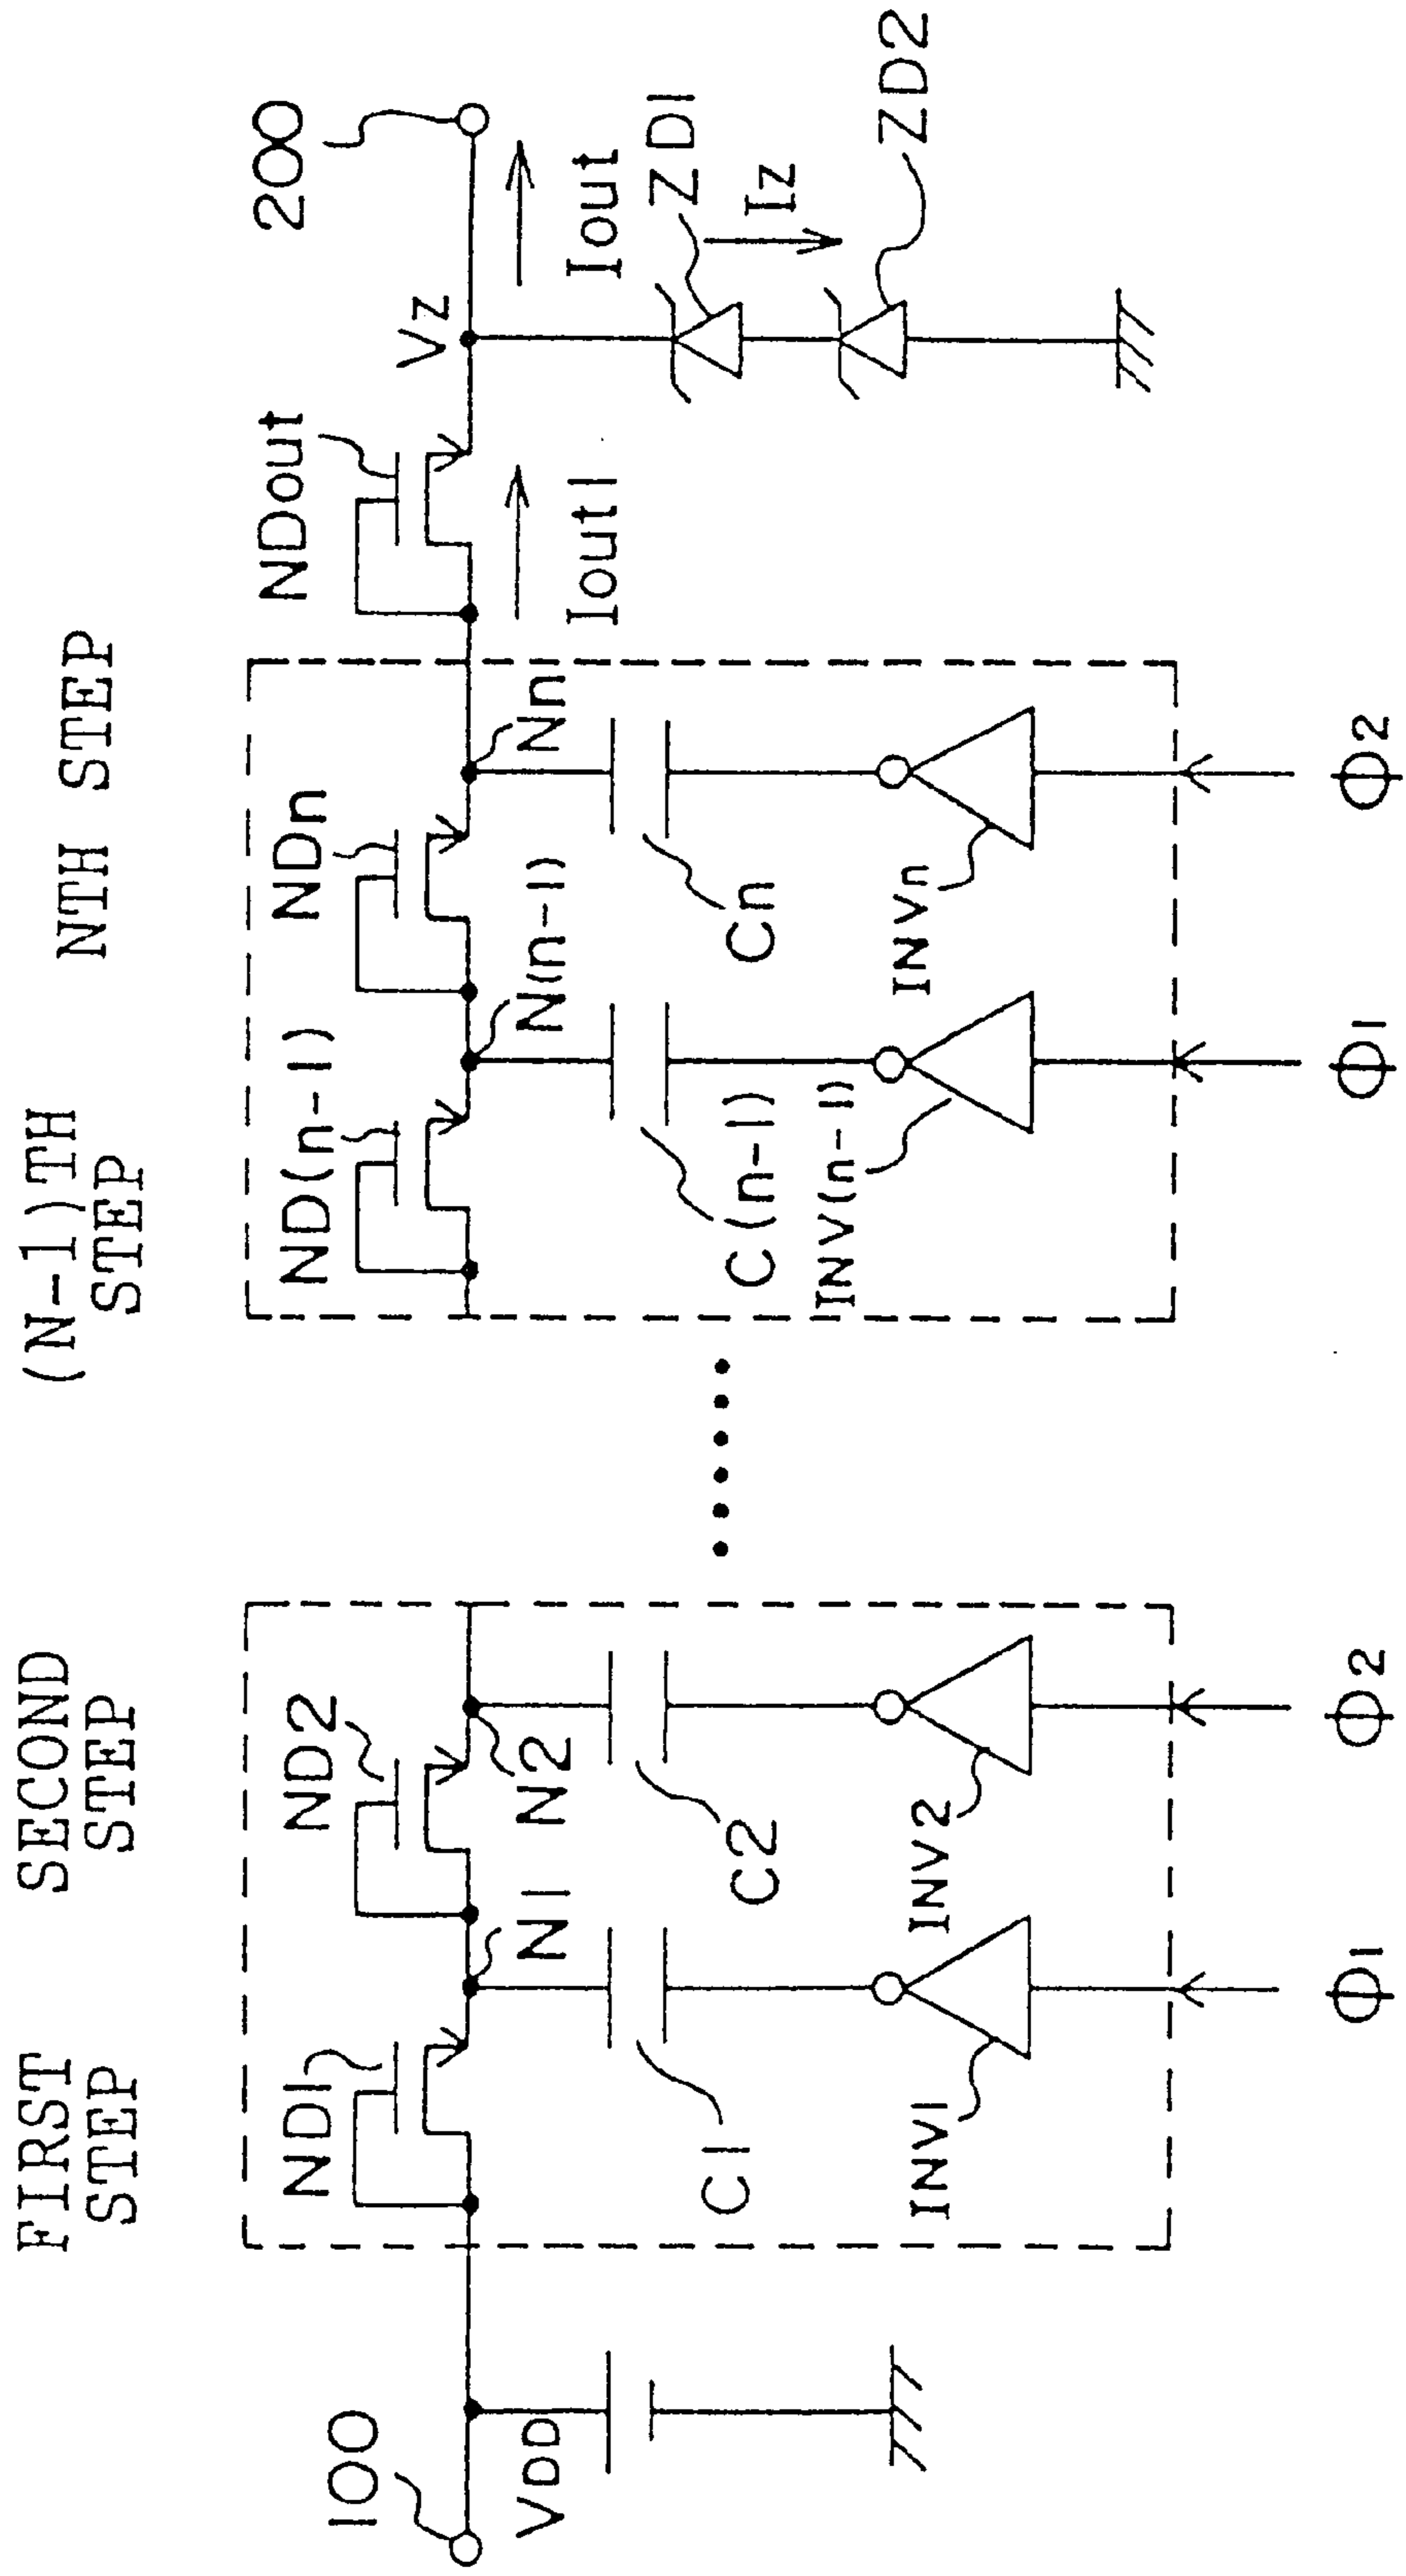 FIRST
STEP
SECOND
STEP
(N-1)TH
STEP
NTH STEP
100
VDD
ND1
N1
C1
INV1
Φ1
ND2
N2
C2
INV2
Φ2
ND(n-1)
N(n-1)
C(n-1)
INV(n-1)
Φ1
NDn
Nn
Cn
INVn
Φ2
NDout
Iout1
Vz
200
Iout
ZD1
Iz
ZD2